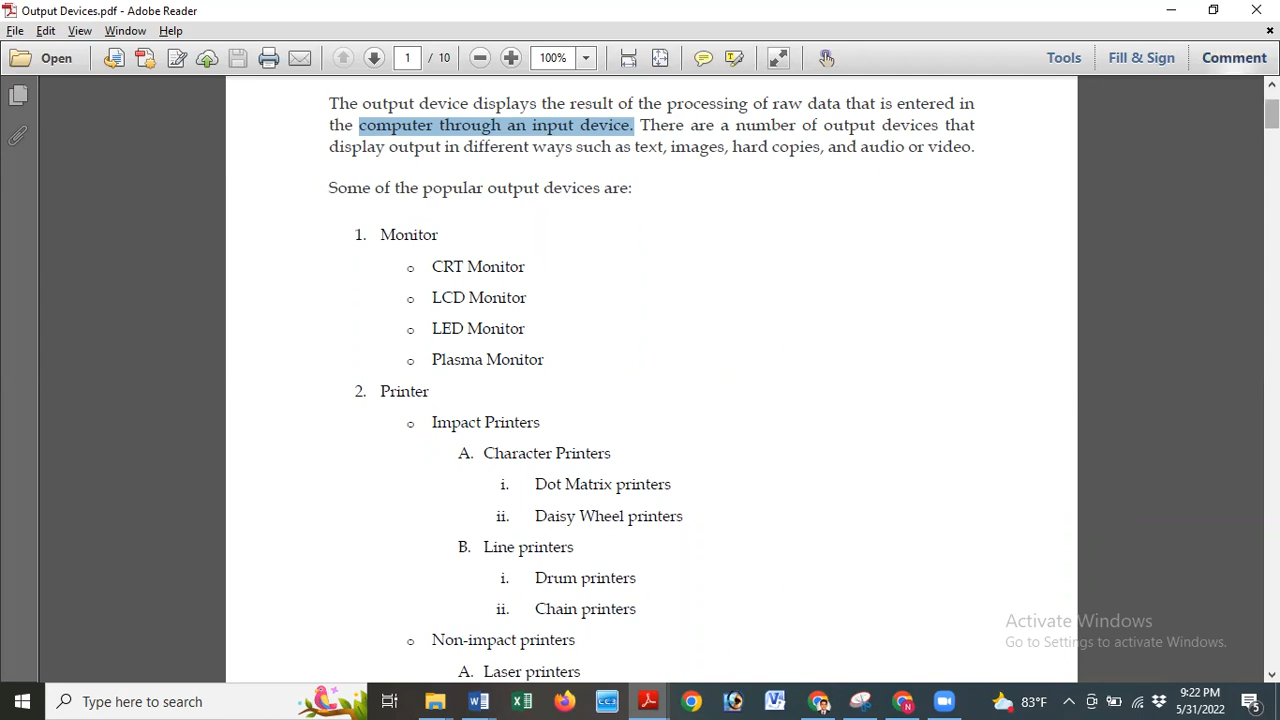 Output Devices.pdf - Adobe Reader
File Edit View Window Help
Open 1 / 10 100% Tools Fill & Sign Comment
The output device displays the result of the processing of raw data that is entered in
the computer through an input device. There are a number of output devices that
display output in different ways such as text, images, hard copies, and audio or video.
Some of the popular output devices are:
1. Monitor
o CRT Monitor
o LCD Monitor
o LED Monitor
o Plasma Monitor
2. Printer
o Impact Printers
A. Character Printers
i. Dot Matrix printers
ii. Daisy Wheel printers
B. Line printers
i. Drum printers
ii. Chain printers
o Non-impact printers
A. Laser printers
Activate Windows
Go to Settings to activate Windows.
Type here to search
83°F
9:22 PM
5/31/2022
5